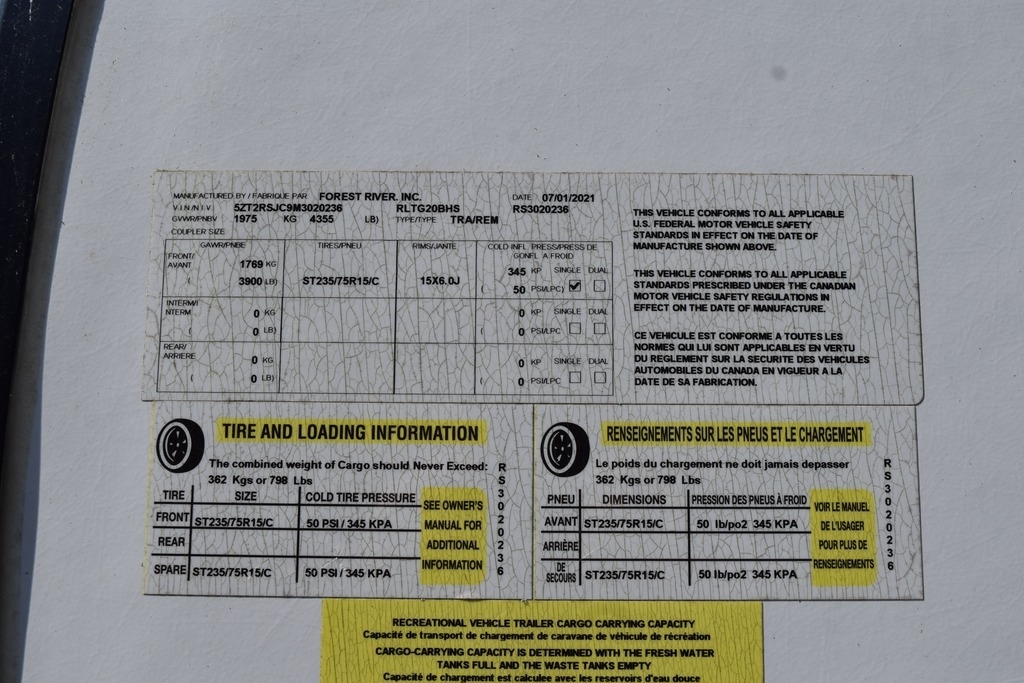 MANUFACTURED BY / FABRIQUE PAR FOREST RIVER, INC. DATE 07/01/2021
V.I.N/N.I.V 5ZT2RSJC9M3020236 RLTG20BHS RS3020236
GVWR/PNBV 1975 KG 4355 LB) TYPE/TYPE TRA/REM
COUPLER SIZE
GAWR/PNBE TIRES/PNEU RIMS/JANTE COLD INFL. PRESS/PRESS DE
GONFL A FROID
FRONT/
AVANT 1769 KG 345 KP SINGLE DUAL
( 3900 LB) ST235/75R15/C 15X6.0J ( 50 PSI/LPC)
INTERM/I
NTERM 0 KG 0 KP SINGLE DUAL
( 0 LB) ( 0 PSI/LPC
REAR/
ARRIERE 0 KG 0 KP SINGLE DUAL
( 0 LB) ( 0 PSI/LPC
THIS VEHICLE CONFORMS TO ALL APPLICABLE
U.S. FEDERAL MOTOR VEHICLE SAFETY
STANDARDS IN EFFECT ON THE DATE OF
MANUFACTURE SHOWN ABOVE.
THIS VEHICLE CONFORMS TO ALL APPLICABLE
STANDARDS PRESCRIBED UNDER THE CANADIAN
MOTOR VEHICLE SAFETY REGULATIONS IN
EFFECT ON THE DATE OF MANUFACTURE.
CE VEHICULE EST CONFORME A TOUTES LES
NORMES QUI LUI SONT APPLICABLES EN VERTU
DU REGLEMENT SUR LA SECURITE DES VEHICULES
AUTOMOBILES DU CANADA EN VIGUEUR A LA
DATE DE SA FABRICATION.
TIRE AND LOADING INFORMATION
The combined weight of Cargo should Never Exceed:
362 Kgs or 798 Lbs
TIRE SIZE COLD TIRE PRESSURE
FRONT ST235/75R15/C 50 PSI / 345 KPA
REAR
SPARE ST235/75R15/C 50 PSI / 345 KPA
SEE OWNER'S
MANUAL FOR
ADDITIONAL
INFORMATION
RS3020236
RENSEIGNEMENTS SUR LES PNEUS ET LE CHARGEMENT
Le poids du chargement ne doit jamais depasser
362 Kgs or 798 Lbs
PNEU DIMENSIONS PRESSION DES PNEUS À FROID
AVANT ST235/75R15/C 50 lb/po2 345 KPA
ARRIÈRE
DE
SECOURS ST235/75R15/C 50 lb/po2 345 KPA
VOIR LE MANUEL
DE L'USAGER
POUR PLUS DE
RENSEIGNEMENTS
RS3020236
RECREATIONAL VEHICLE TRAILER CARGO CARRYING CAPACITY
Capacité de transport de chargement de caravane de véhicule de récréation
CARGO-CARRYING CAPACITY IS DETERMINED WITH THE FRESH WATER
TANKS FULL AND THE WASTE TANKS EMPTY
Capacité de chargement est calculee avec les reservoirs d'eau douce